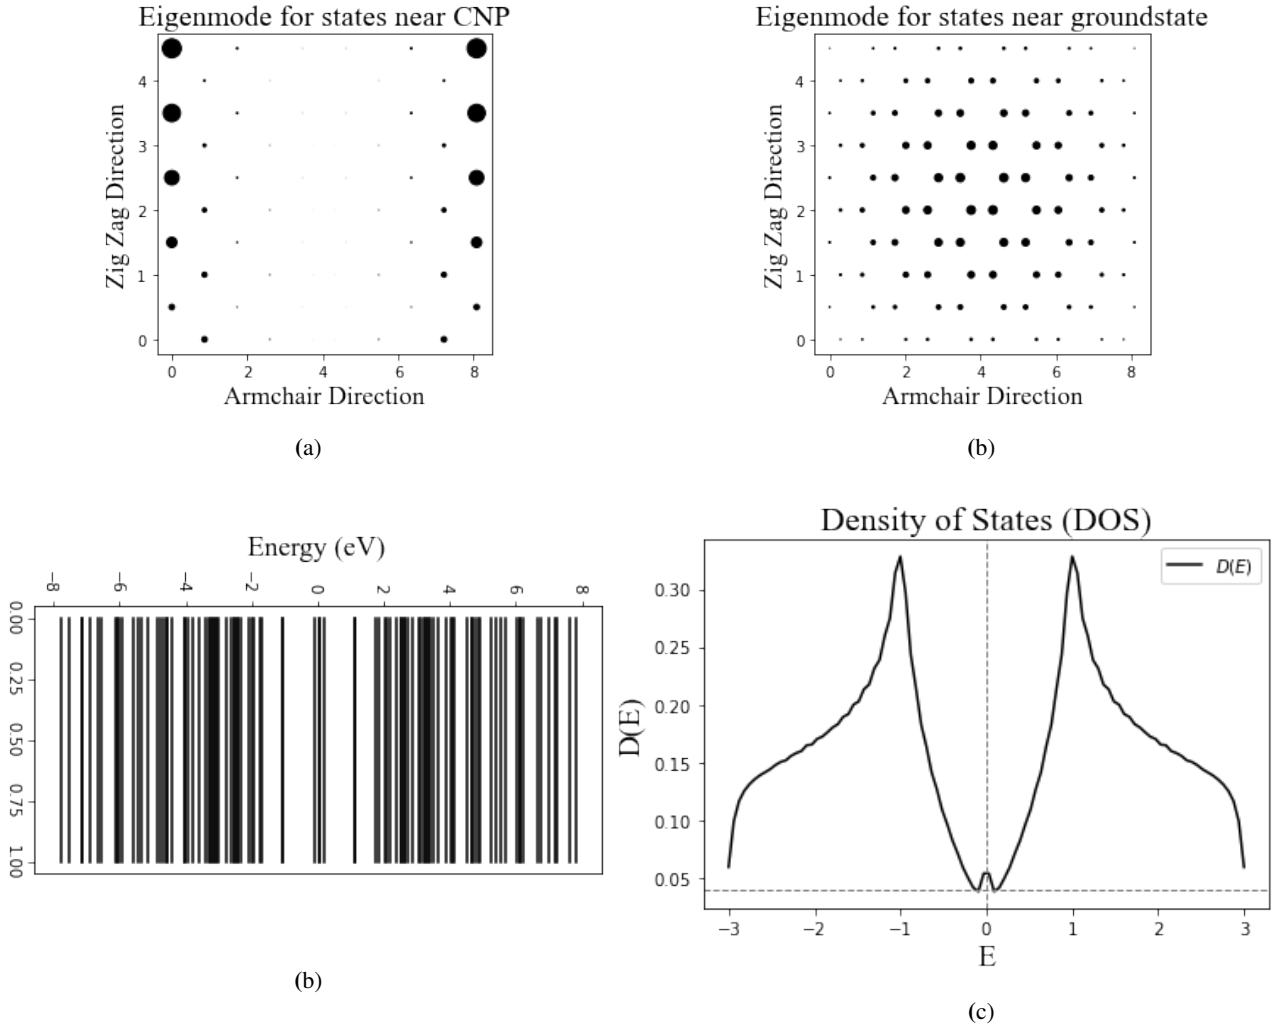 Eigenmode for states near CNP
Zig Zag Direction
4
3
2
1
0
0 2 4 6 8
Armchair Direction
(a)
Eigenmode for states near groundstate
Zig Zag Direction
4
3
2
1
0
0 2 4 6 8
Armchair Direction
(b)
Energy (eV)
−8 −6 −4 −2 0 2 4 6 8
0.00
0.25
0.50
0.75
1.00
(b)
Density of States (DOS)
D(E)
D(E)
0.30
0.25
0.20
0.15
0.10
0.05
−3 −2 −1 0 1 2 3
E
(c)